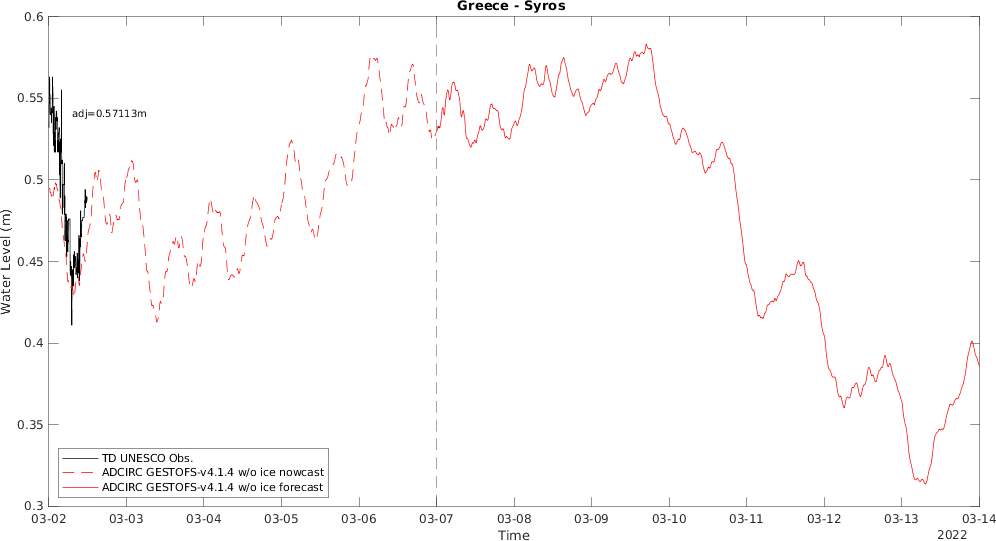 Greece - Syros
0.6
0.55
0.5
0.45
0.4
0.35
0.3
Water Level (m)
adj=0.57113m
TD UNESCO Obs.
ADCIRC GESTOFS-v4.1.4 w/o ice nowcast
ADCIRC GESTOFS-v4.1.4 w/o ice forecast
03-02 03-03 03-04 03-05 03-06 03-07 03-08 03-09 03-10 03-11 03-12 03-13 03-14
Time
2022